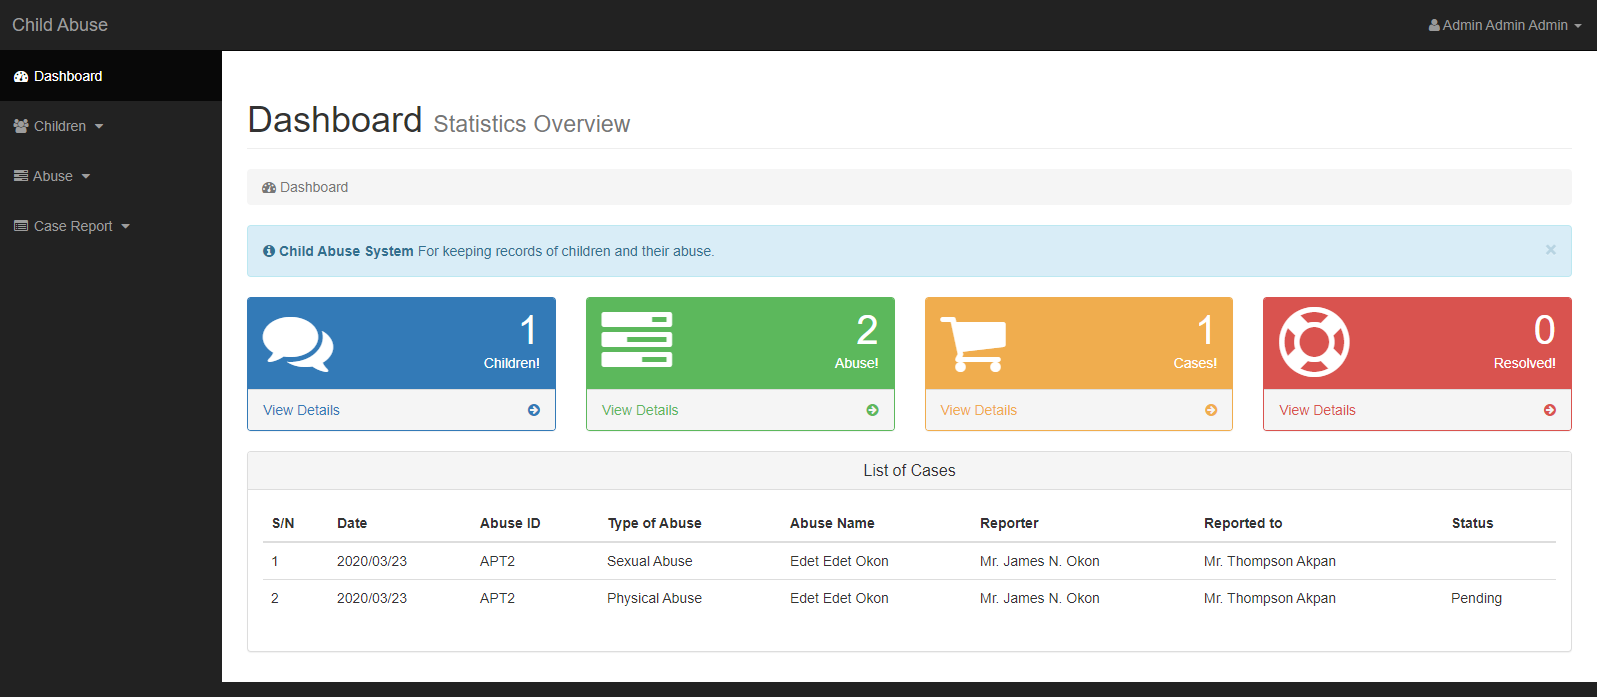 Child Abuse
Admin Admin Admin
Dashboard
Children
Abuse
Case Report
Dashboard Statistics Overview
Dashboard
Child Abuse System For keeping records of children and their abuse.
×
1
Children!
View Details
2
Abuse!
View Details
1
Cases!
View Details
0
Resolved!
View Details
List of Cases
S/N Date Abuse ID Type of Abuse Abuse Name Reporter Reported to Status
1 2020/03/23 APT2 Sexual Abuse Edet Edet Okon Mr. James N. Okon Mr. Thompson Akpan
2 2020/03/23 APT2 Physical Abuse Edet Edet Okon Mr. James N. Okon Mr. Thompson Akpan Pending